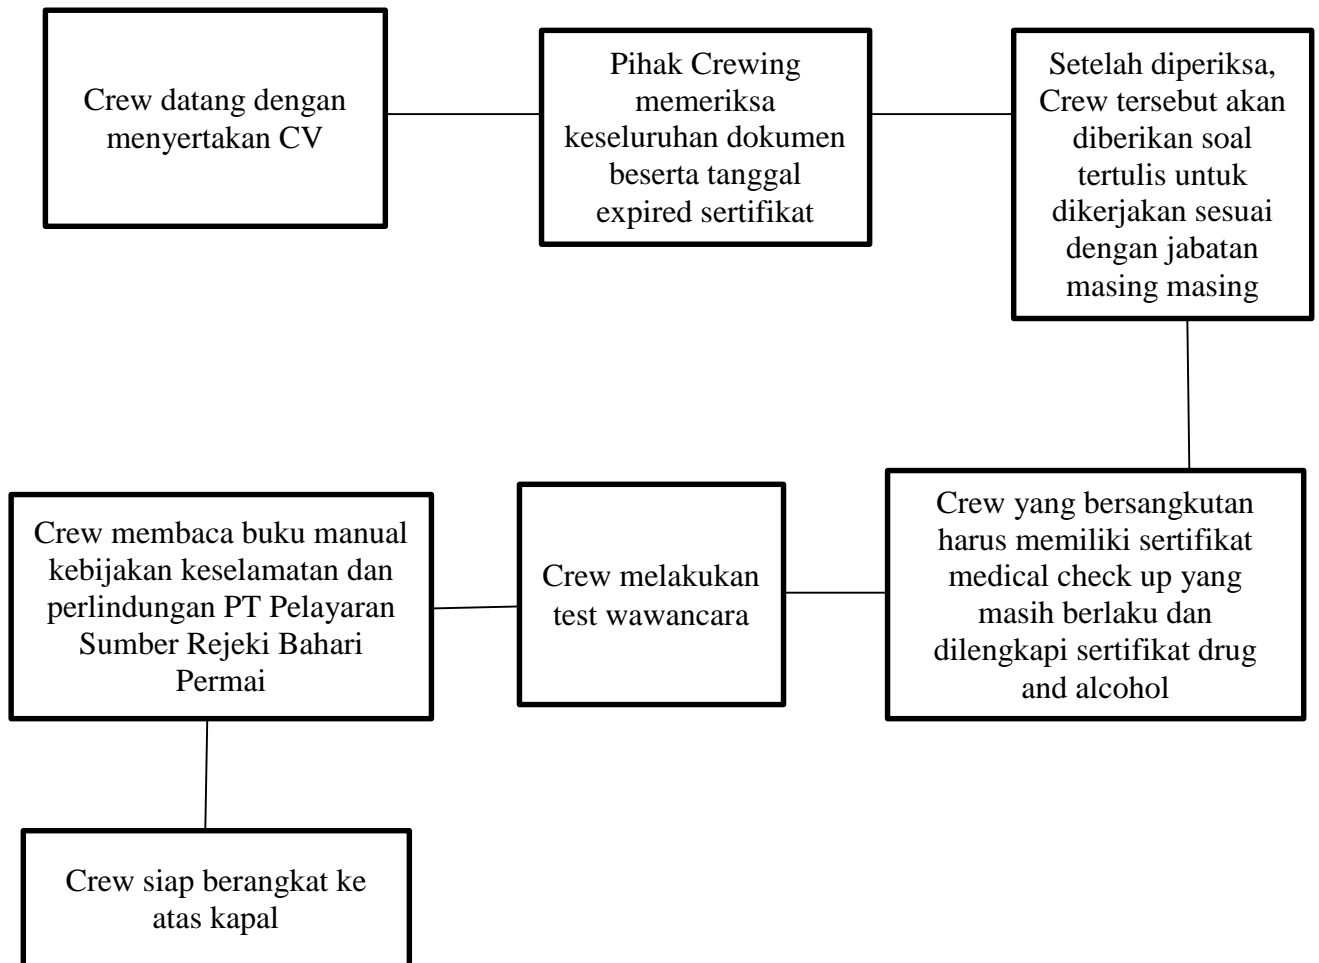 Crew datang dengan
menyertakan CV
Pihak Crewing
memeriksa
keseluruhan dokumen
beserta tanggal
expired sertifikat
Setelah diperiksa,
Crew tersebut akan
diberikan soal
tertulis untuk
dikerjakan sesuai
dengan jabatan
masing masing
Crew yang bersangkutan
harus memiliki sertifikat
medical check up yang
masih berlaku dan
dilengkapi sertifikat drug
and alcohol
Crew melakukan
test wawancara
Crew membaca buku manual
kebijakan keselamatan dan
perlindungan PT Pelayaran
Sumber Rejeki Bahari
Permai
Crew siap berangkat ke
atas kapal